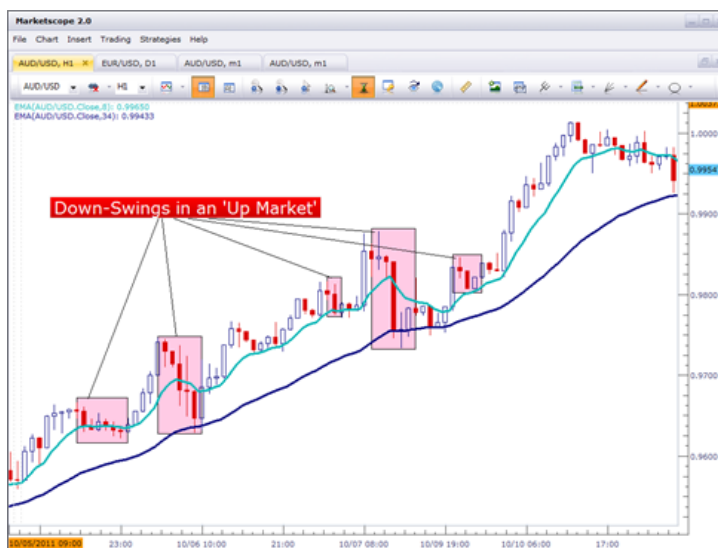 Marketscope 2.0
File Chart Insert Trading Strategies Help
AUD/USD, H1 EUR/USD, D1 AUD/USD, m1 AUD/USD, m1
AUD/USD H1
EMA(AUD/USD.Close,8): 0.99650
EMA(AUD/USD.Close,34): 0.99433
1.0037
1.0000
0.9954
0.9900
Down-Swings in an 'Up Market'
0.9800
0.9700
0.9600
10/05/2011 09:00 23:00 10/06 10:00 21:00 10/07 08:00 10/09 19:00 10/10 06:00 17:00